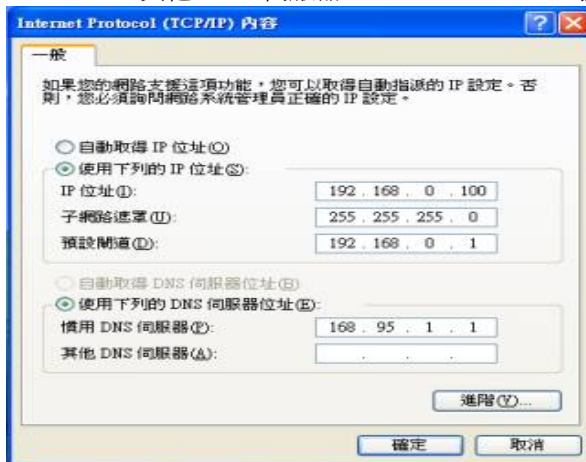 Internet Protocol (TCP/IP) 內容
一般
如果您的網路支援這項功能，您可以取得自動指派的 IP 設定。否
則，您必須詢問網路系統管理員正確的 IP 設定。
自動取得 IP 位址(O)
使用下列的 IP 位址(S):
IP 位址(I): 192 . 168 . 0 . 100
子網路遮罩(U): 255 . 255 . 255 . 0
預設閘道(D): 192 . 168 . 0 . 1
自動取得 DNS 伺服器位址(B)
使用下列的 DNS 伺服器位址(E):
慣用 DNS 伺服器(P): 168 . 95 . 1 . 1
其他 DNS 伺服器(A): . . .
進階(V)...
確定 取消